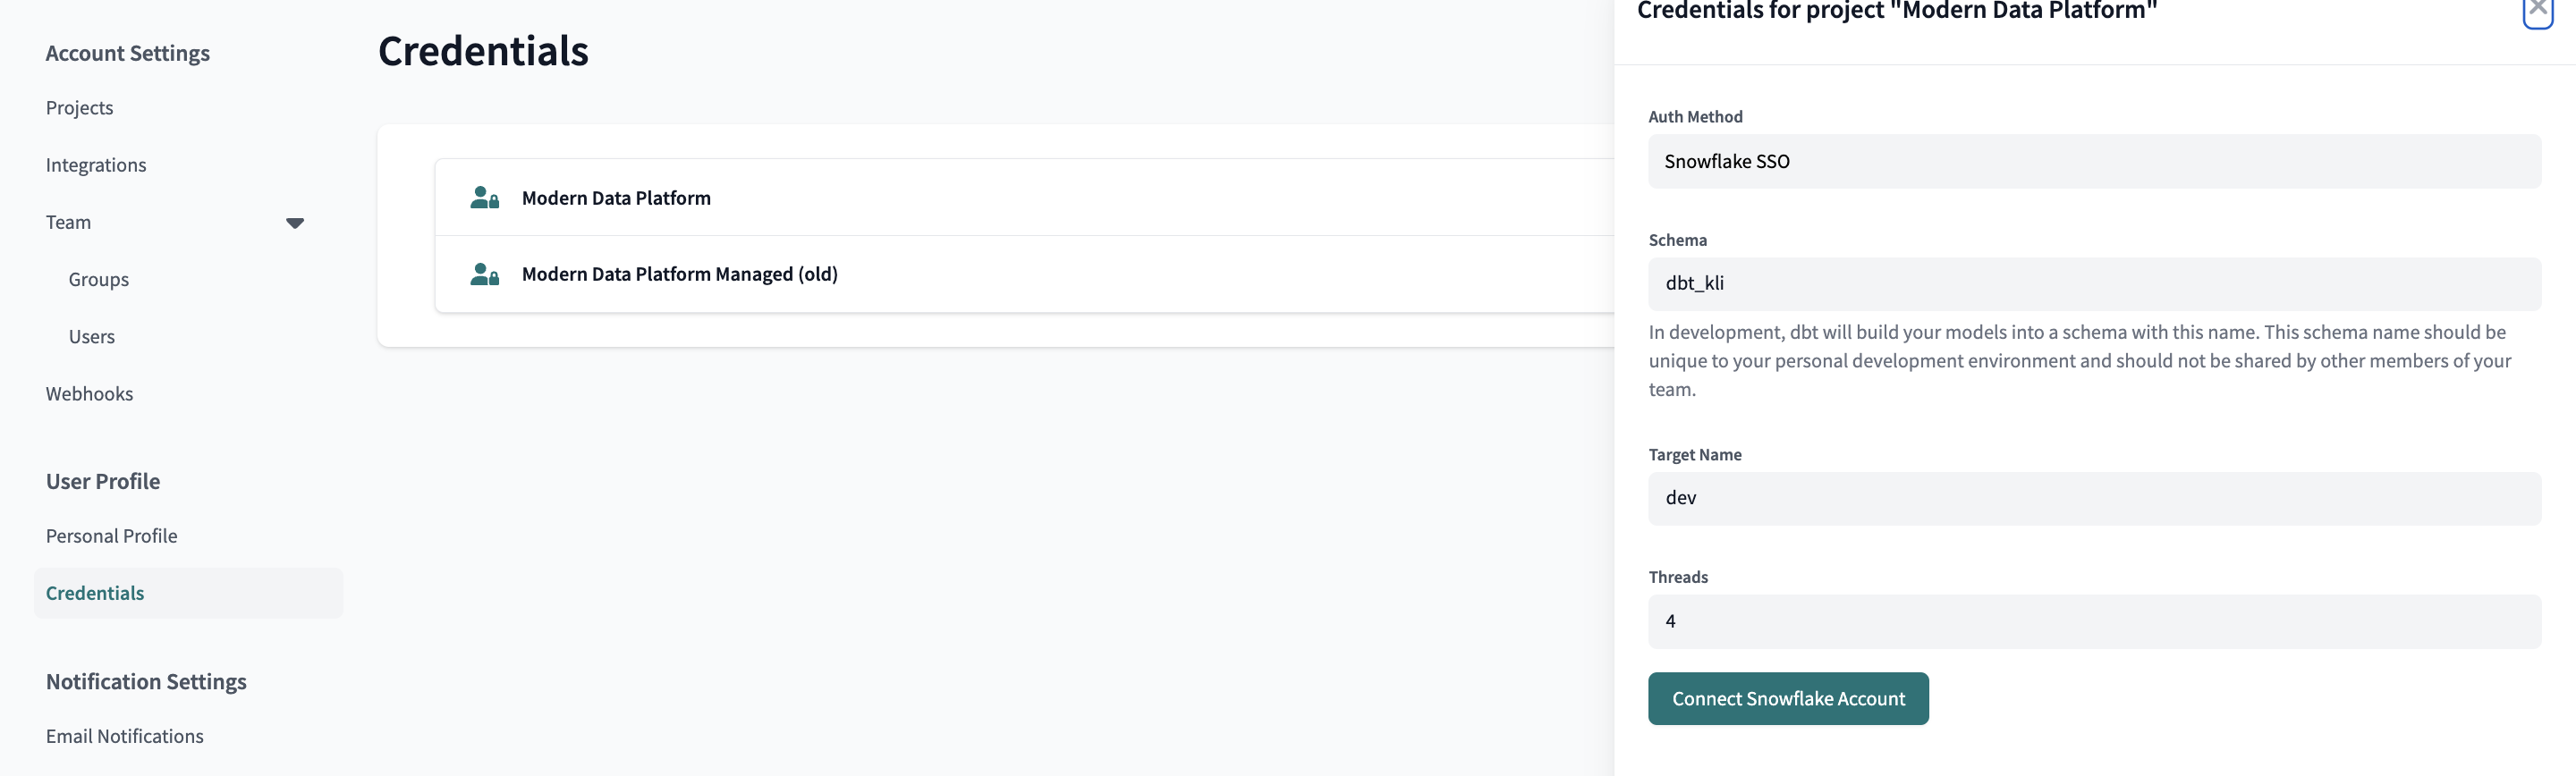 Account Settings
Projects
Integrations
Team
Groups
Users
Webhooks
User Profile
Personal Profile
Credentials
Notification Settings
Email Notifications
Credentials
Modern Data Platform
Modern Data Platform Managed (old)
Credentials for project "Modern Data Platform"
Auth Method
Snowflake SSO
Schema
dbt_kli
In development, dbt will build your models into a schema with this name. This schema name should be
unique to your personal development environment and should not be shared by other members of your
team.
Target Name
dev
Threads
4
Connect Snowflake Account